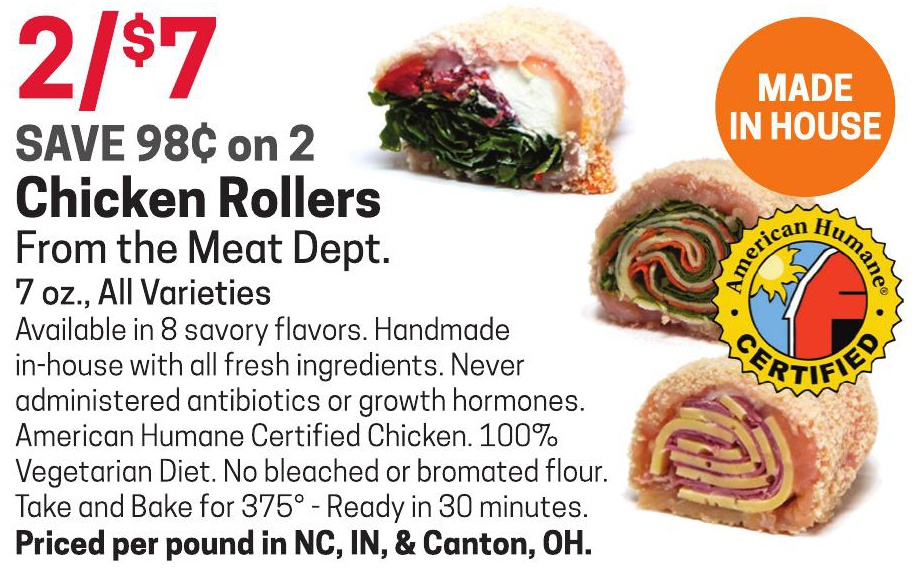 2/$7
SAVE 98¢ on 2
Chicken Rollers
From the Meat Dept.
7 oz., All Varieties
Available in 8 savory flavors. Handmade
in-house with all fresh ingredients. Never
administered antibiotics or growth hormones.
American Humane Certified Chicken. 100%
Vegetarian Diet. No bleached or bromated flour.
Take and Bake for 375° - Ready in 30 minutes.
Priced per pound in NC, IN, & Canton, OH.
MADE
IN HOUSE
American Humane®
CERTIFIED